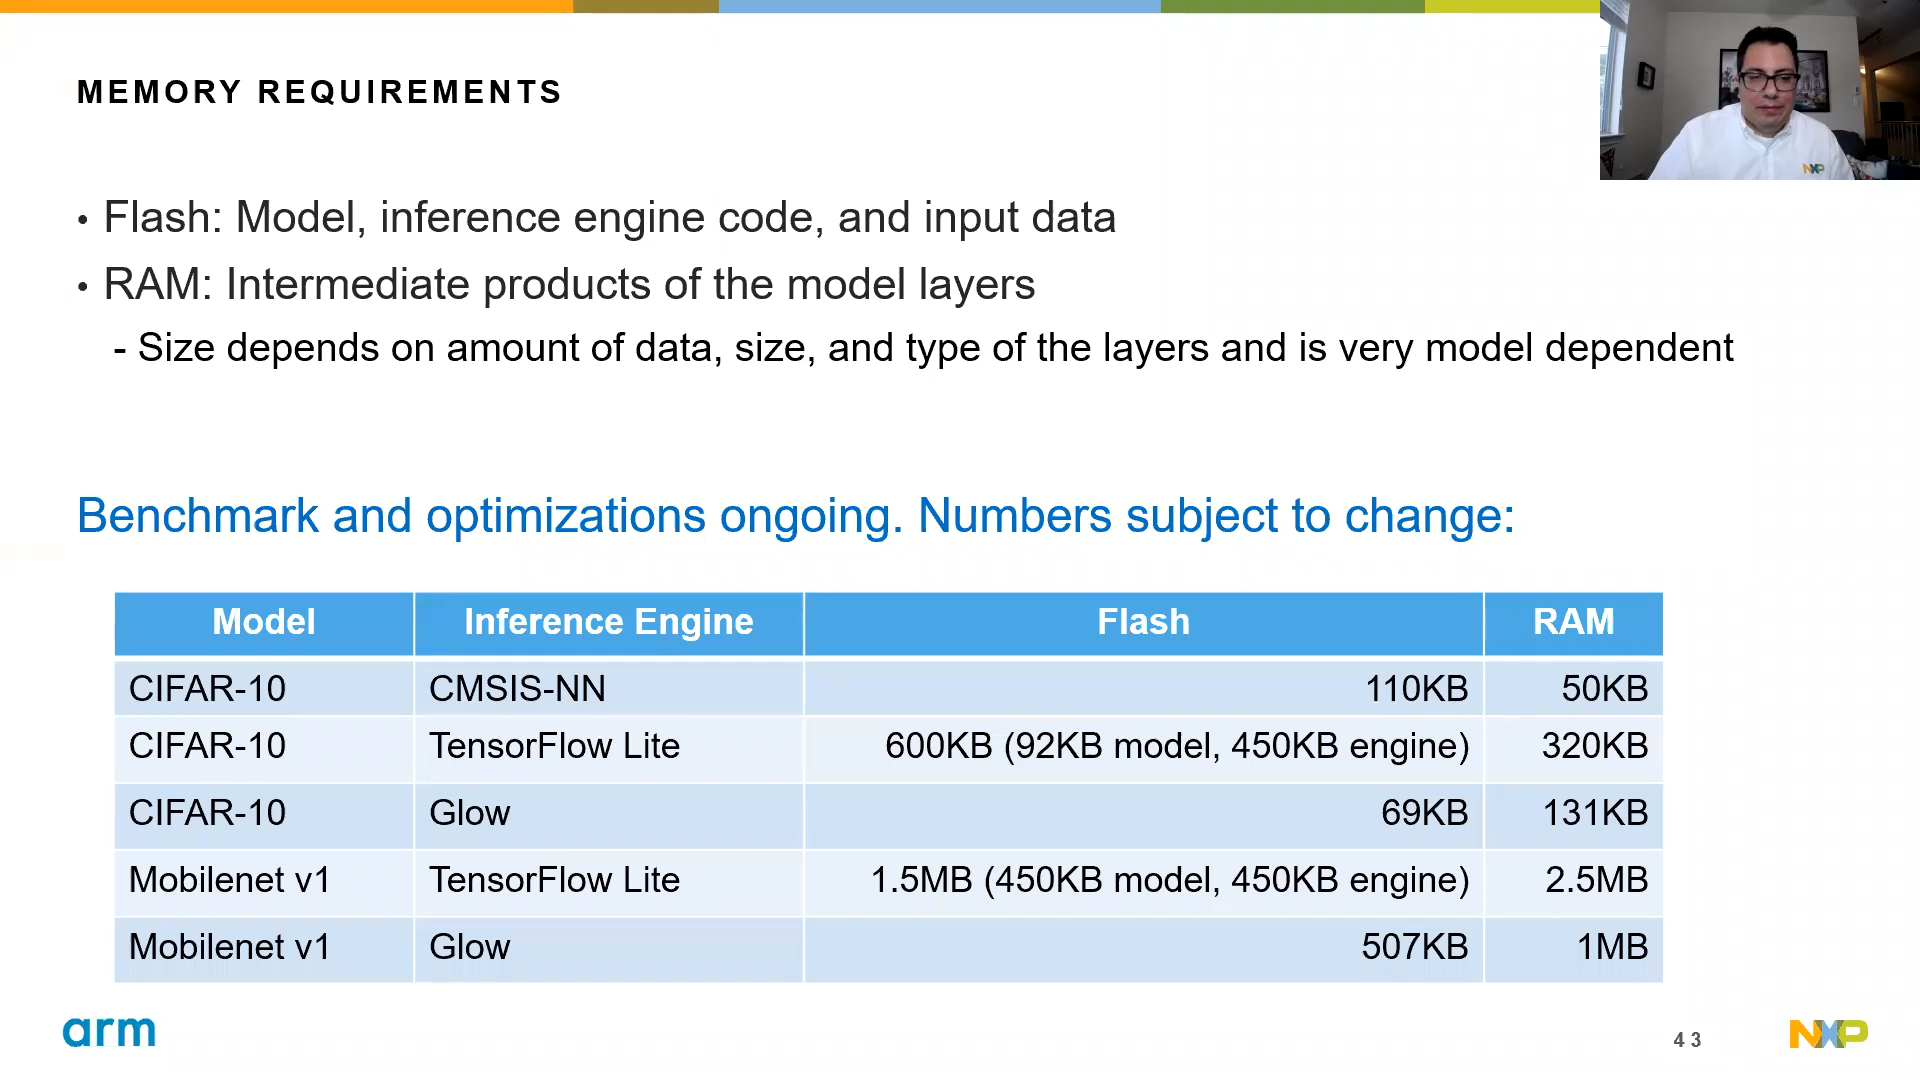 MEMORY REQUIREMENTS
NXP
• Flash: Model, inference engine code, and input data
• RAM: Intermediate products of the model layers
- Size depends on amount of data, size, and type of the layers and is very model dependent
Benchmark and optimizations ongoing. Numbers subject to change:
Model Inference Engine Flash RAM
CIFAR-10 CMSIS-NN 110KB 50KB
CIFAR-10 TensorFlow Lite 600KB (92KB model, 450KB engine) 320KB
CIFAR-10 Glow 69KB 131KB
Mobilenet v1 TensorFlow Lite 1.5MB (450KB model, 450KB engine) 2.5MB
Mobilenet v1 Glow 507KB 1MB
arm 43 NXP